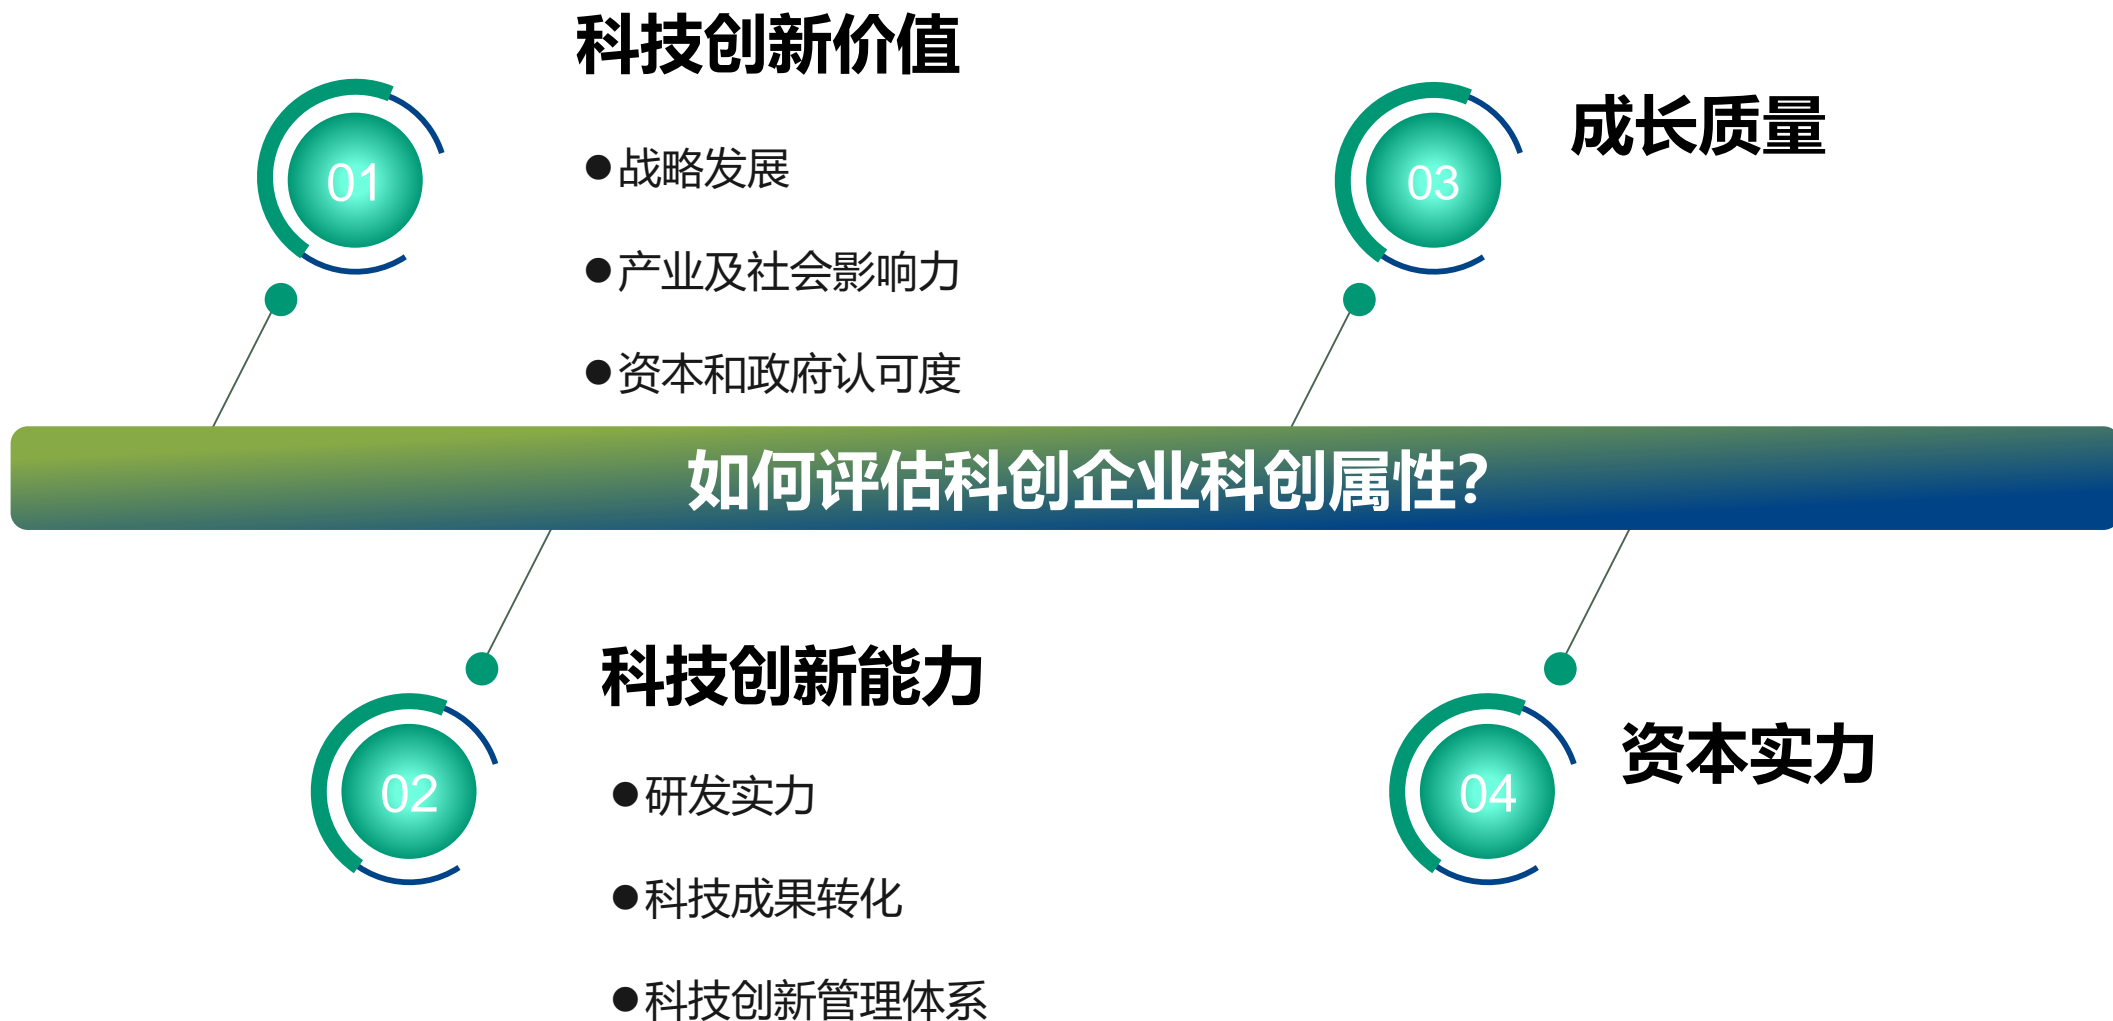 科技创新价值
01
●战略发展
●产业及社会影响力
●资本和政府认可度
03
成长质量
如何评估科创企业科创属性?
科技创新能力
02
●研发实力
●科技成果转化
●科技创新管理体系
04
资本实力